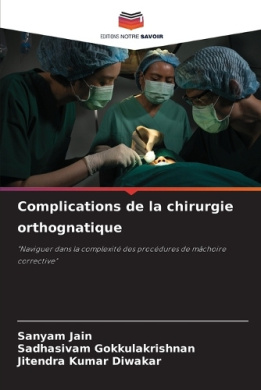 EDITIONS NOTRE SAVOIR
Complications de la chirurgie
orthognatique
"Naviguer dans la complexité des procédures de mâchoire
corrective"
Sanyam Jain
Sadhasivam Gokkulakrishnan
Jitendra Kumar Diwakar